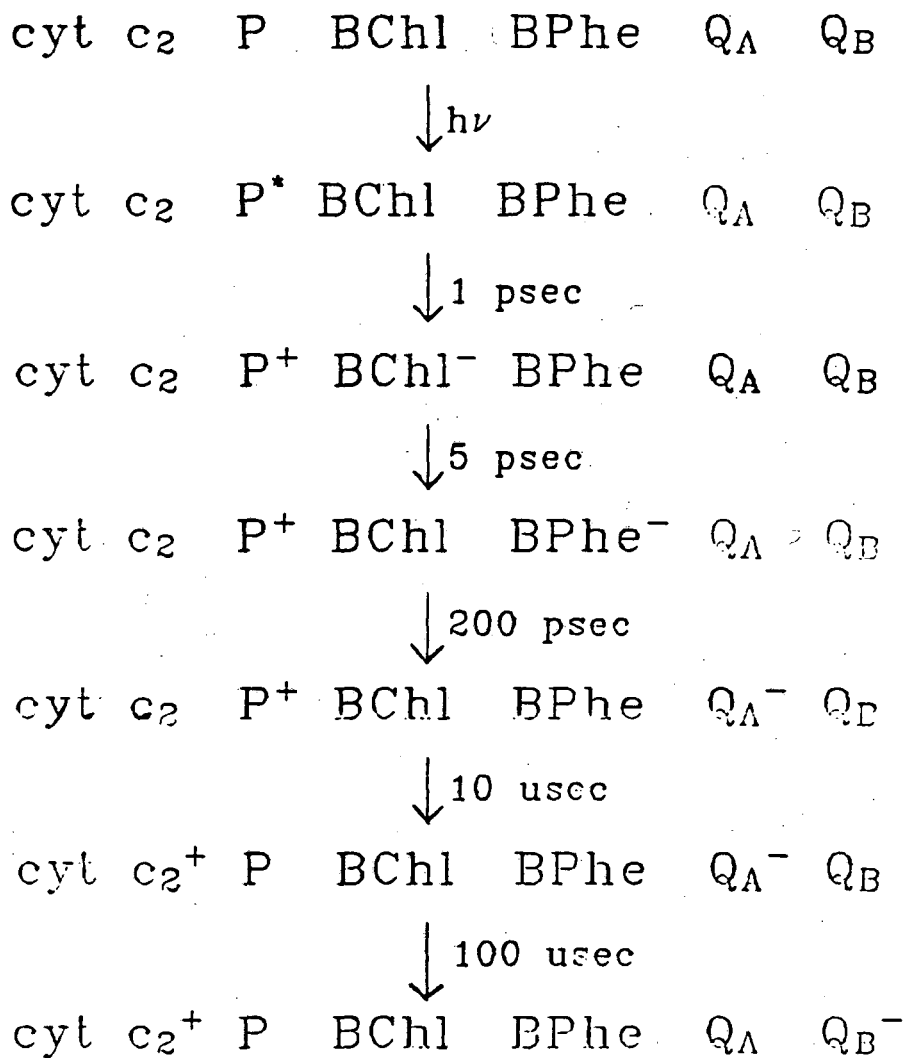 cyt c₂ P BChl BPhe Q_A Q_B
hν
cyt c₂ P* BChl BPhe Q_A Q_B
1 psec
cyt c₂ P⁺ BChl⁻ BPhe Q_A Q_B
5 psec
cyt c₂ P⁺ BChl BPhe⁻ Q_A Q_B
200 psec
cyt c₂ P⁺ BChl BPhe Q_A⁻ Q_B
10 usec
cyt c₂⁺ P BChl BPhe Q_A⁻ Q_B
100 usec
cyt c₂⁺ P BChl BPhe Q_A Q_B⁻